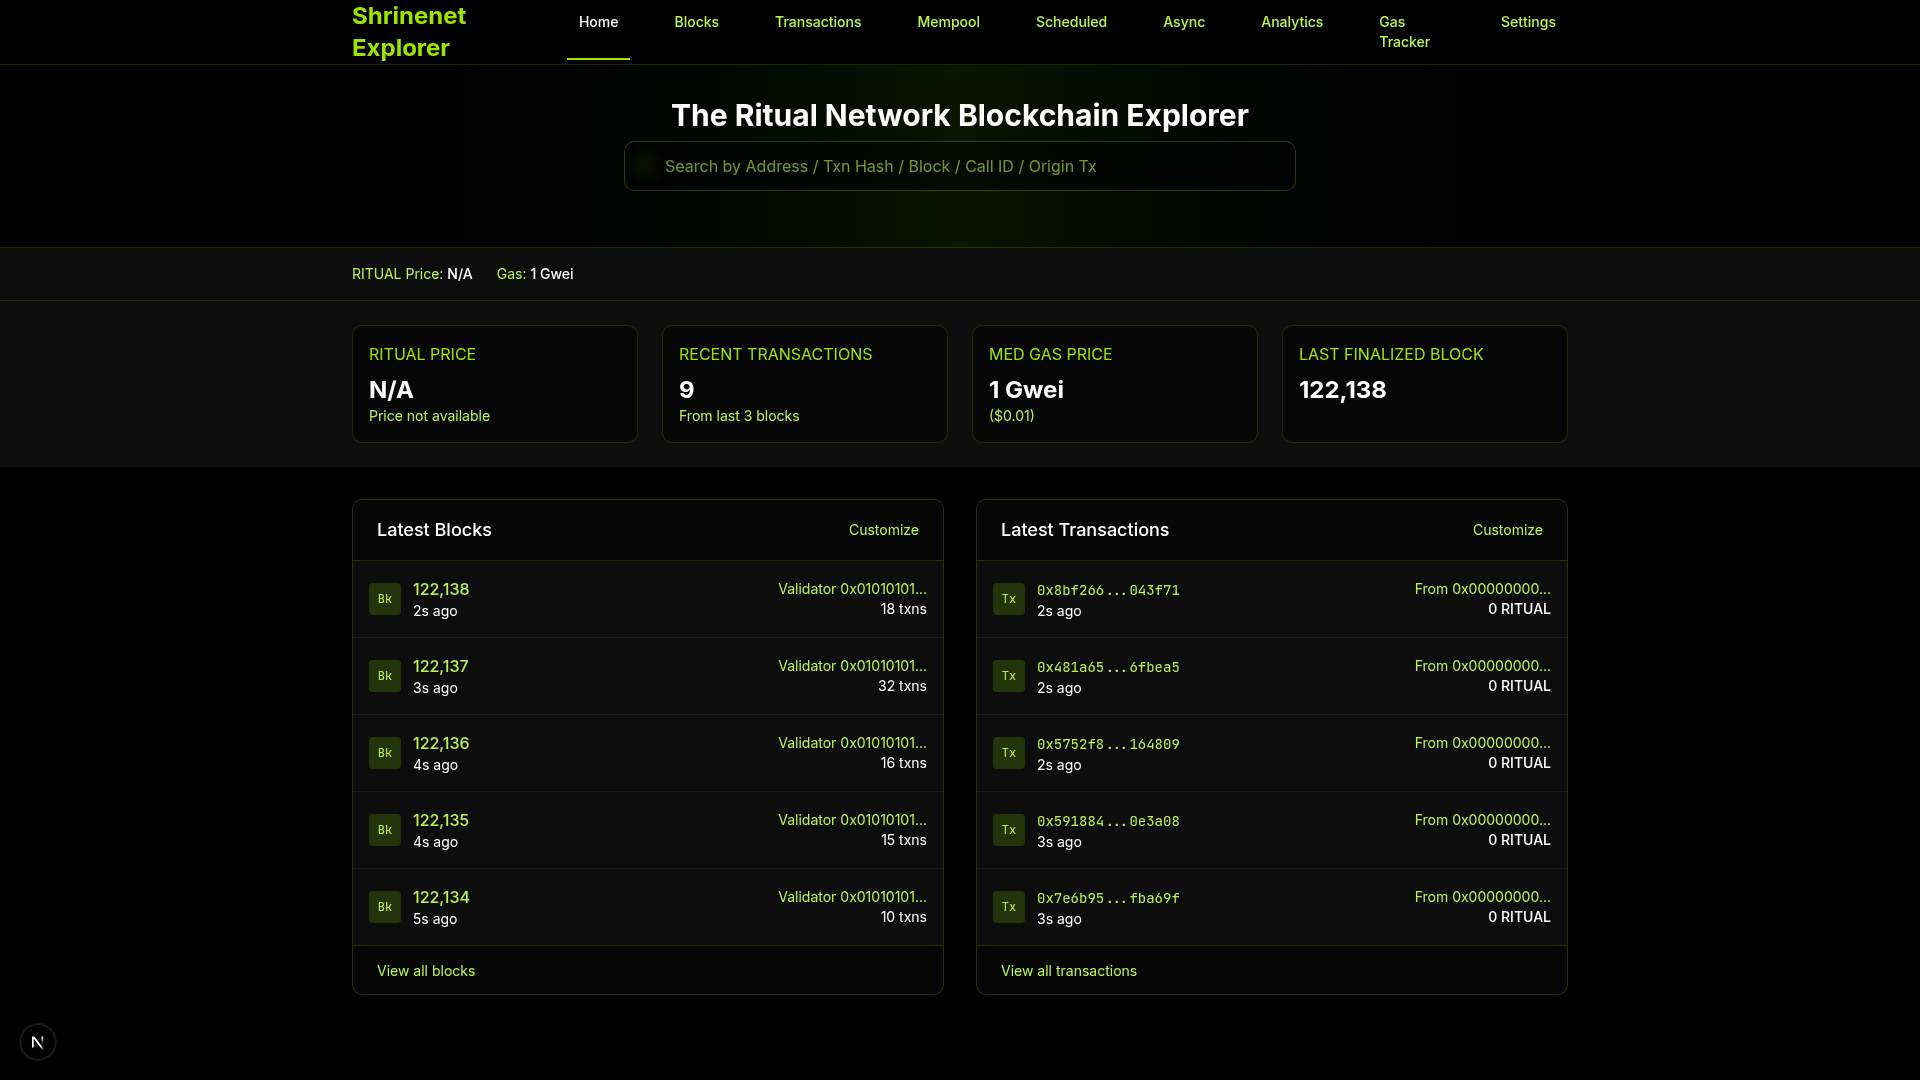 Shrinenet
Explorer
Home
Blocks
Transactions
Mempool
Scheduled
Async
Analytics
Gas
Tracker
Settings
The Ritual Network Blockchain Explorer
Search by Address / Txn Hash / Block / Call ID / Origin Tx
RITUAL Price: N/A
Gas: 1 Gwei
RITUAL PRICE
N/A
Price not available
RECENT TRANSACTIONS
9
From last 3 blocks
MED GAS PRICE
1 Gwei
($0.01)
LAST FINALIZED BLOCK
122,138
Latest Blocks
Customize
Bk
122,138
2s ago
Validator 0x01010101...
18 txns
Bk
122,137
3s ago
Validator 0x01010101...
32 txns
Bk
122,136
4s ago
Validator 0x01010101...
16 txns
Bk
122,135
4s ago
Validator 0x01010101...
15 txns
Bk
122,134
5s ago
Validator 0x01010101...
10 txns
View all blocks
Latest Transactions
Customize
Tx
0x8bf266...043f71
2s ago
From 0x00000000...
0 RITUAL
Tx
0x481a65...6fbea5
2s ago
From 0x00000000...
0 RITUAL
Tx
0x5752f8...164809
2s ago
From 0x00000000...
0 RITUAL
Tx
0x591884...0e3a08
3s ago
From 0x00000000...
0 RITUAL
Tx
0x7e6b95...fba69f
3s ago
From 0x00000000...
0 RITUAL
View all transactions
N